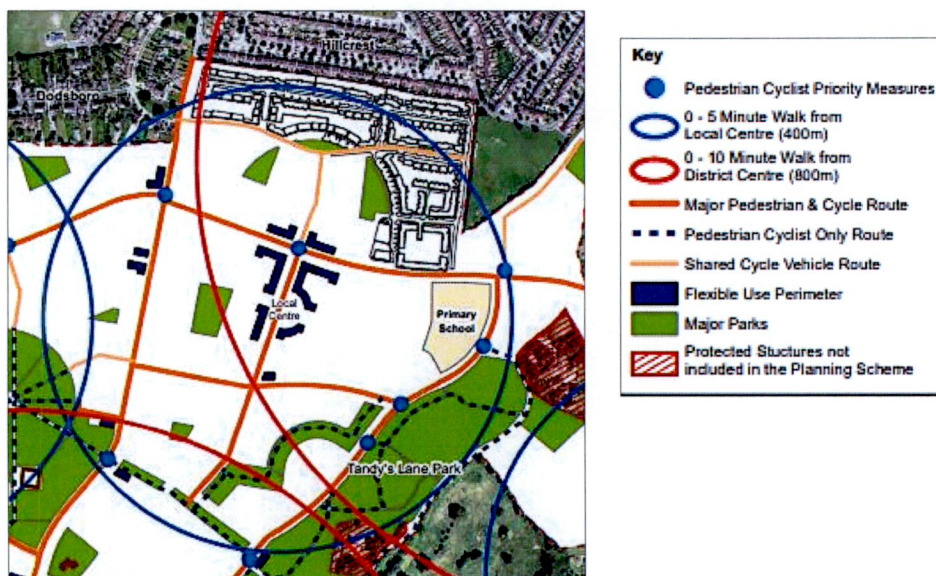 Hillcrest
Dodsboro
Local
Centre
Primary
School
Tandy's Lane Park
Key
Pedestrian Cyclist Priority Measures
0 - 5 Minute Walk from
Local Centre (400m)
0 - 10 Minute Walk from
District Centre (800m)
Major Pedestrian & Cycle Route
Pedestrian Cyclist Only Route
Shared Cycle Vehicle Route
Flexible Use Perimeter
Major Parks
Protected Stuctures not
included in the Planning Scheme